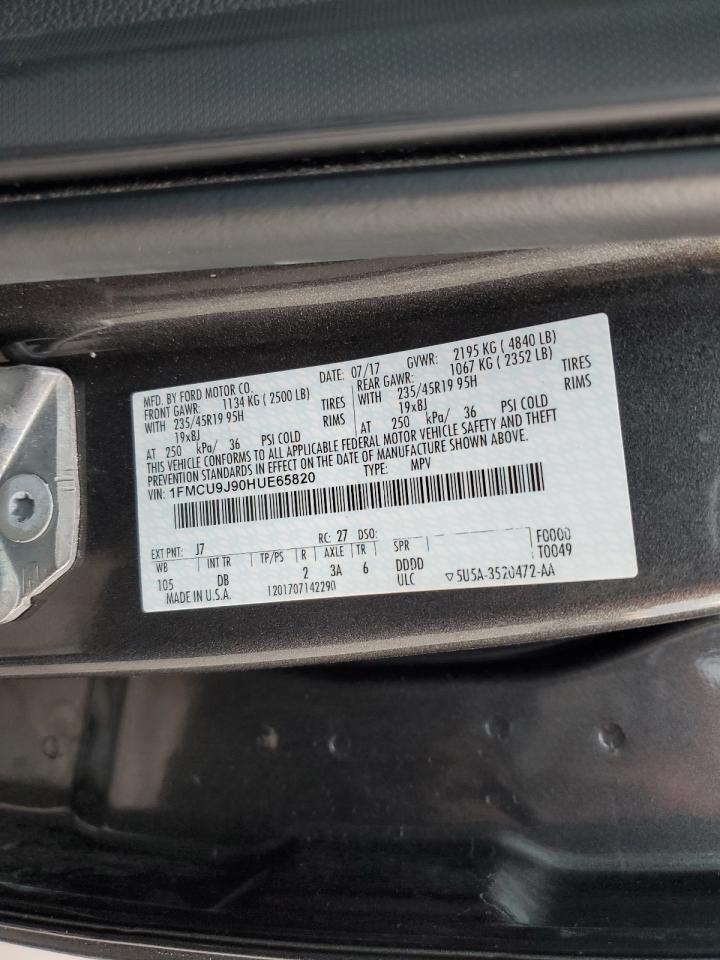 MFD. BY FORD MOTOR CO. DATE: 07/17 GVWR: 2195 KG ( 4840 LB)
FRONT GAWR: 1134 KG ( 2500 LB) REAR GAWR: 1067 KG ( 2352 LB)
WITH 235/45R19 95H TIRES WITH 235/45R19 95H TIRES
19x8J RIMS 19x8J RIMS
AT 250 kPa/ 36 PSI COLD AT 250 kPa/ 36 PSI COLD
THIS VEHICLE CONFORMS TO ALL APPLICABLE FEDERAL MOTOR VEHICLE SAFETY AND THEFT
PREVENTION STANDARDS IN EFFECT ON THE DATE OF MANUFACTURE SHOWN ABOVE.
VIN: 1FMCU9J90HUE65820 TYPE: MPV
EXT PNT: J7 RC: 27 DSO: F0000
WB INT TR TP/PS R AXLE TR SPR T0049
105 DB 2 3A 6 DDDD
MADE IN U.S.A. 1201707142290 ULC ▽5U5A-3520472-AA